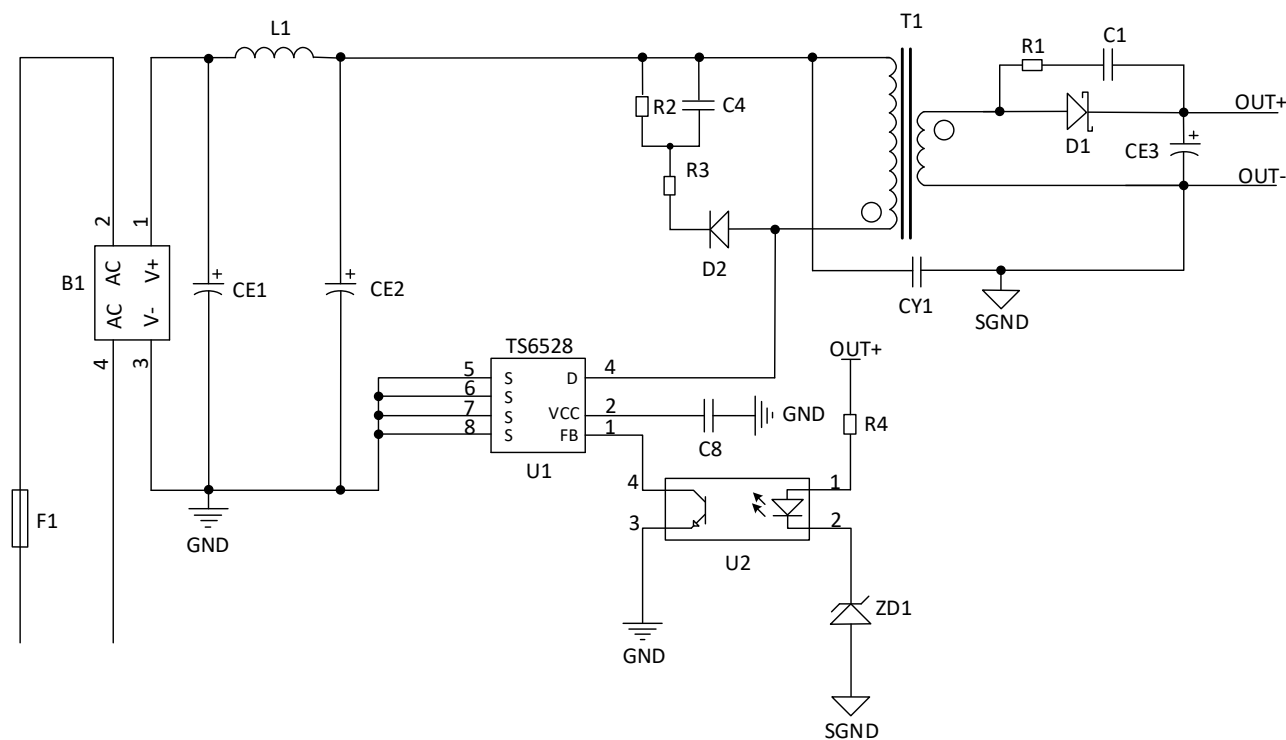 T1
L1
C1
R1
OUT+
R2
C4
D1
CE3
R3
OUT-
2
1
D2
B1
AC
V+
AC
V-
CE1
CE2
CY1
SGND
4
3
TS6528
OUT+
5
S
D
4
6
S
7
S
VCC
2
GND
R4
8
S
FB
1
C8
U1
4
1
F1
3
2
GND
U2
ZD1
GND
SGND
+
+
+